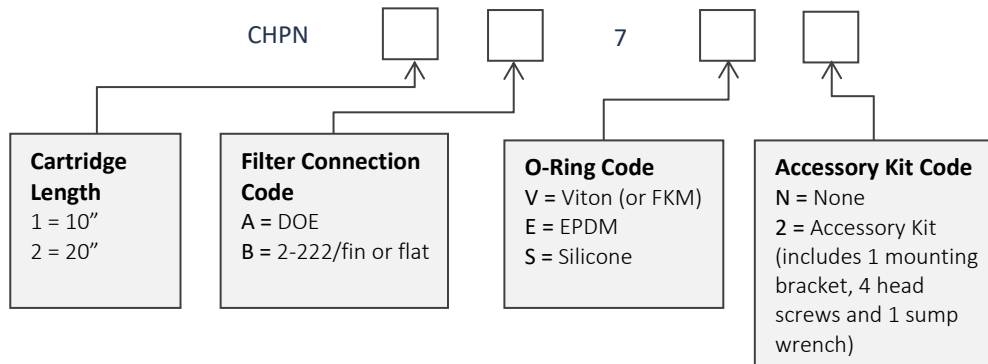 CHPN 7
Cartridge
Length
1 = 10”
2 = 20”
Filter Connection
Code
A = DOE
B = 2-222/fin or flat
O-Ring Code
V = Viton (or FKM)
E = EPDM
S = Silicone
Accessory Kit Code
N = None
2 = Accessory Kit
(includes 1 mounting
bracket, 4 head
screws and 1 sump
wrench)